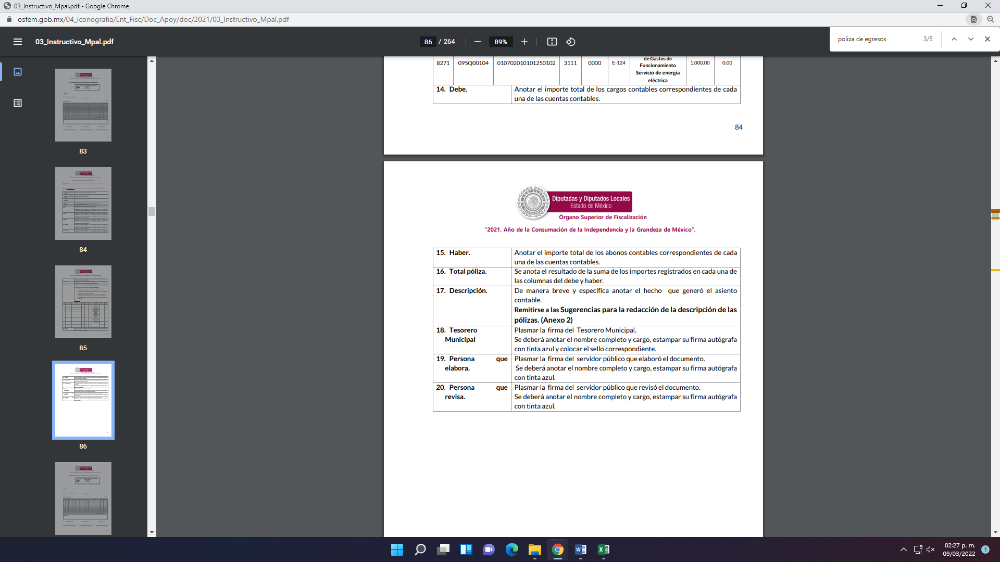 03_Instructivo_Mpal.pdf - Google Chrome
osfem.gob.mx/04_Iconografia/Ent_Fisc/Doc_Apoy/doc/2021/03_Instructivo_Mpal.pdf
03_Instructivo_Mpal.pdf
86 / 264
89%
poliza de egresos 3/5
83
84
85
86
8271 095Q00104 010702010101250102 3111 0000 E-124 de Gastos de Funcionamiento Servicio de energía eléctrica 1,000.00 0.00
14. Debe. Anotar el importe total de los cargos contables correspondientes de cada
una de las cuentas contables.
84
Diputadas y Diputados Locales
Estado de México
Órgano Superior de Fiscalización
"2021. Año de la Consumación de la Independencia y la Grandeza de México".
15. Haber. Anotar el importe total de los abonos contables correspondientes de cada
una de las cuentas contables.
16. Total póliza. Se anota el resultado de la suma de los importes registrados en cada una de
las columnas del debe y haber.
17. Descripción. De manera breve y específica anotar el hecho que generó el asiento
contable.
Remitirse a las Sugerencias para la redacción de la descripción de las
pólizas. (Anexo 2)
18. Tesorero Plasmar la firma del Tesorero Municipal.
Municipal Se deberá anotar el nombre completo y cargo, estampar su firma autógrafa
con tinta azul y colocar el sello correspondiente.
19. Persona que Plasmar la firma del servidor público que elaboró el documento.
elabora. Se deberá anotar el nombre completo y cargo, estampar su firma autógrafa
con tinta azul.
20. Persona que Plasmar la firma del servidor público que revisó el documento.
revisa. Se deberá anotar el nombre completo y cargo, estampar su firma autógrafa
con tinta azul.
02:27 p. m.
09/03/2022
1